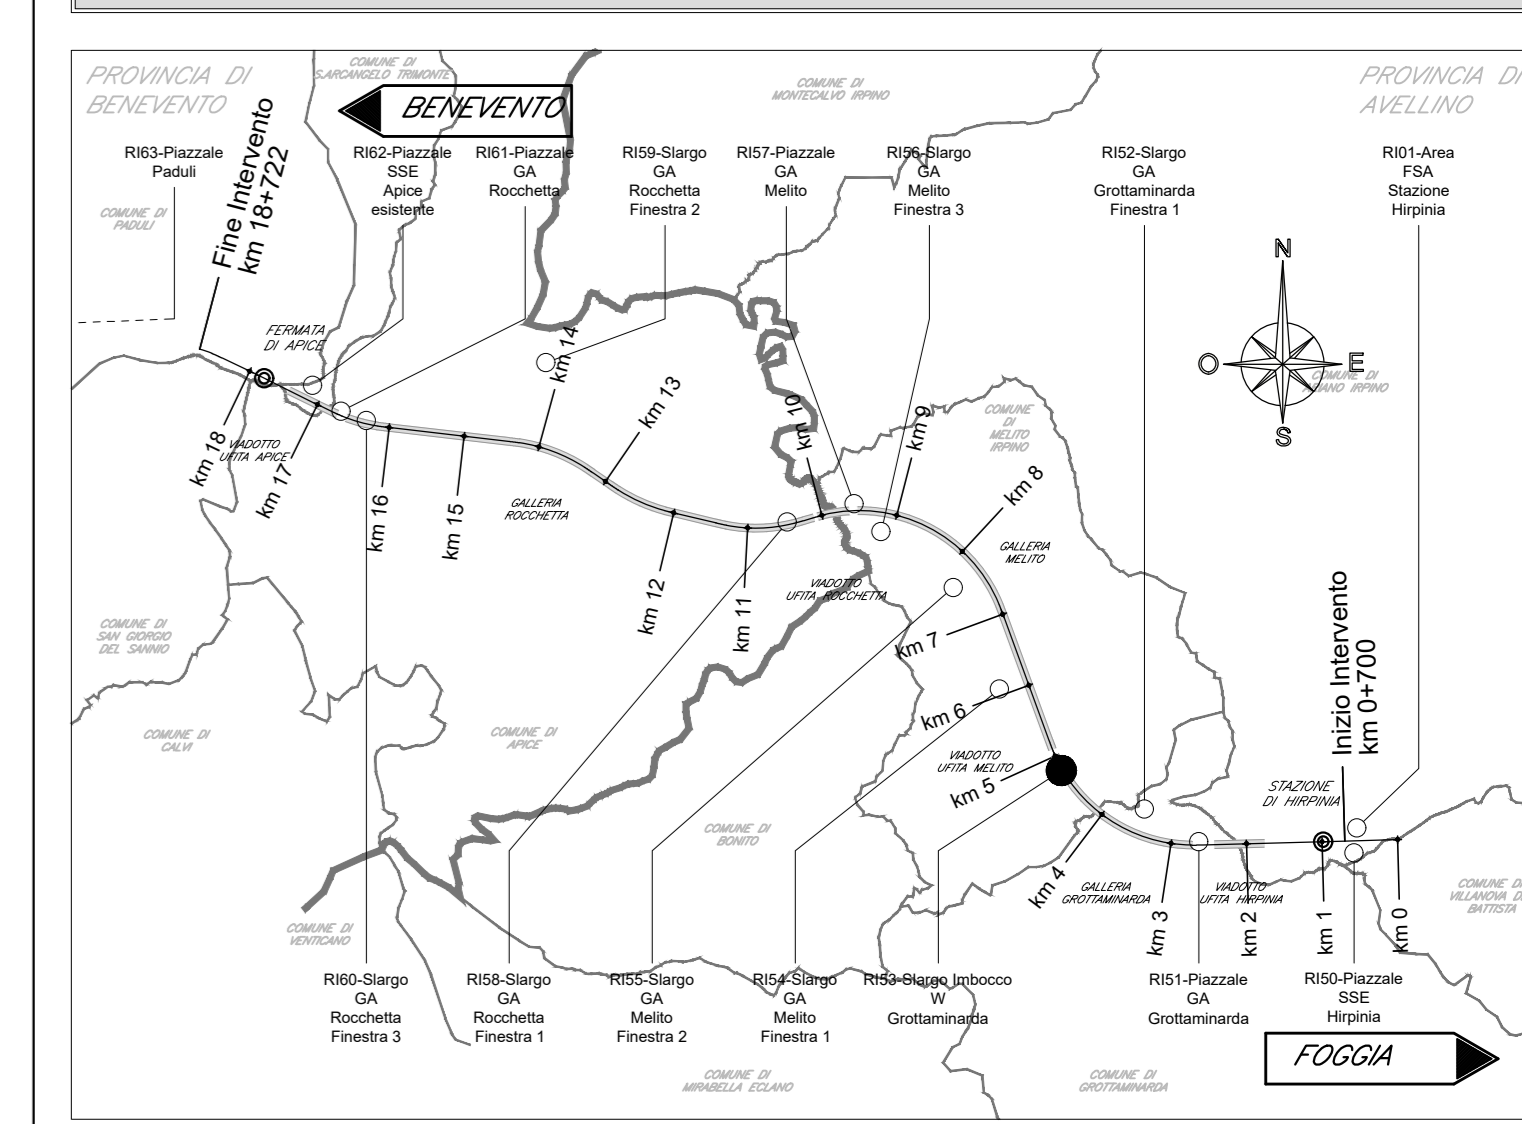 PROVINCIA DI
BENEVENTO
COMUNE DI
S.ARCANGELO TRIMONTE
BENEVENTO
COMUNE DI
MONTECALVO IRPINO
PROVINCIA DI
AVELLINO
RI63-Piazzale
Paduli
Fine Intervento
km 18+722
RI62-Piazzale
SSE
Apice
esistente
RI61-Piazzale
GA
Rocchetta
RI59-Slargo
GA
Rocchetta
Finestra 2
RI57-Piazzale
GA
Melito
RI56-Slargo
GA
Melito
Finestra 3
RI52-Slargo
GA
Grottaminarda
Finestra 1
RI01-Area
FSA
Stazione
Hirpinia
COMUNE DI
PADULI
N
O
E
S
COMUNE DI
ARIANO IRPINO
FERMATA
DI APICE
km 14
km 13
km 10
km 9
COMUNE
DI
MELITO
IRPINO
km 18
VIADOTTO
UFITA APICE
km 17
km 16
km 15
GALLERIA
ROCCHETTA
km 8
GALLERIA
MELITO
km 12
km 11
VIADOTTO
UFITA ROCCHETTA
km 7
COMUNE DI
SAN GIORGIO
DEL SANNIO
Inizio Intervento
km 0+700
km 6
COMUNE DI
CALVI
COMUNE DI
APICE
VIADOTTO
UFITA MELITO
km 5
STAZIONE
DI HIRPINIA
COMUNE DI
BONITO
km 4
GALLERIA
GROTTAMINARDA
km 3
VIADOTTO
UFITA HIRPINIA
km 2
km 1
km 0
COMUNE DI
VILLANOVA D
BATTISTA
COMUNE DI
VENTICANO
RI60-Slargo
GA
Rocchetta
Finestra 3
RI58-Slargo
GA
Rocchetta
Finestra 1
RI55-Slargo
GA
Melito
Finestra 2
RI54-Slargo
GA
Melito
Finestra 1
RI53-Slargo Imbocco
W
Grottaminarda
RI51-Piazzale
GA
Grottaminarda
RI50-Piazzale
SSE
Hirpinia
FOGGIA
COMUNE DI
MIRABELLA ECLANO
COMUNE DI
GROTTAMINARDA